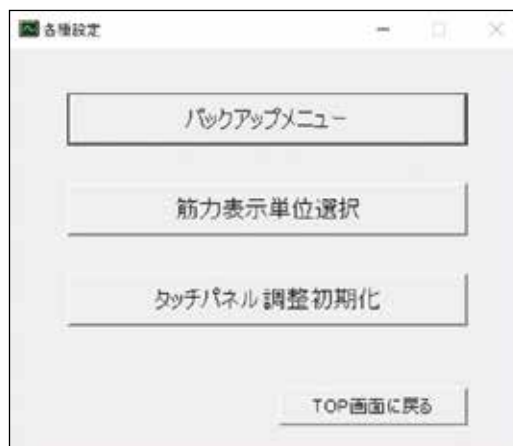 各種設定
バックアップメニュー
筋力表示単位選択
タッチパネル調整初期化
TOP画面に戻る